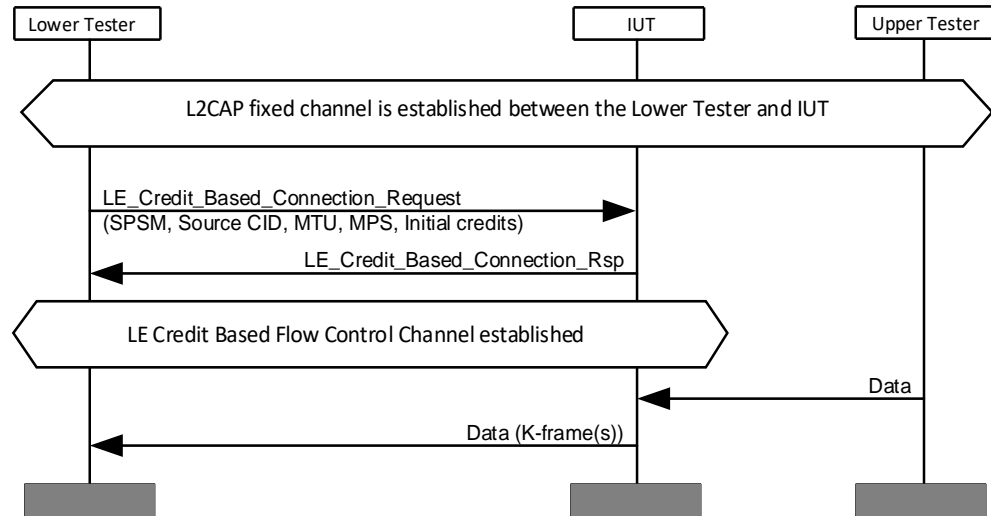 Lower Tester
IUT
Upper Tester
L2CAP fixed channel is established between the Lower Tester and IUT
LE_Credit_Based_Connection_Request
(SPSM, Source CID, MTU, MPS, Initial credits)
LE_Credit_Based_Connection_Rsp
LE Credit Based Flow Control Channel established
Data
Data (K-frame(s))